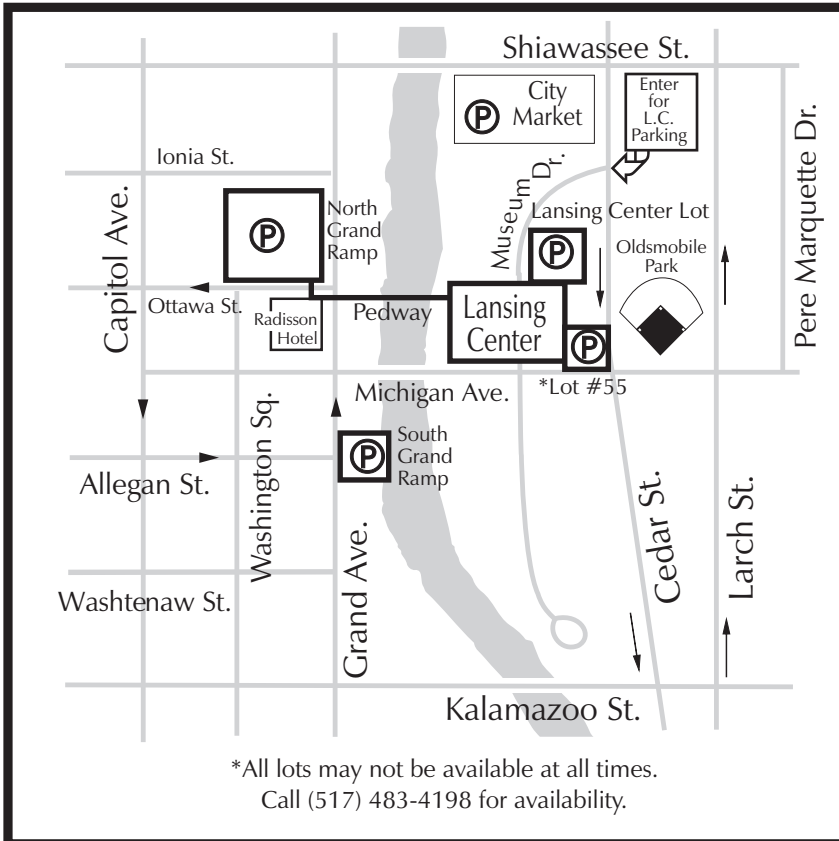 Shiawassee St.
City
Market
P
Enter
for
L.C.
Parking
Pere Marquette Dr.
Ionia St.
Museum Dr.
Capitol Ave.
North
Grand
Ramp
P
Lansing Center Lot
P
Oldsmobile
Park
Ottawa St.
Radisson
Hotel
Pedway
Lansing
Center
P
*Lot #55
Michigan Ave.
Washington Sq.
P
South
Grand
Ramp
Allegan St.
Cedar St.
Larch St.
Grand Ave.
Washtenaw St.
Kalamazoo St.
*All lots may not be available at all times.
Call (517) 483-4198 for availability.